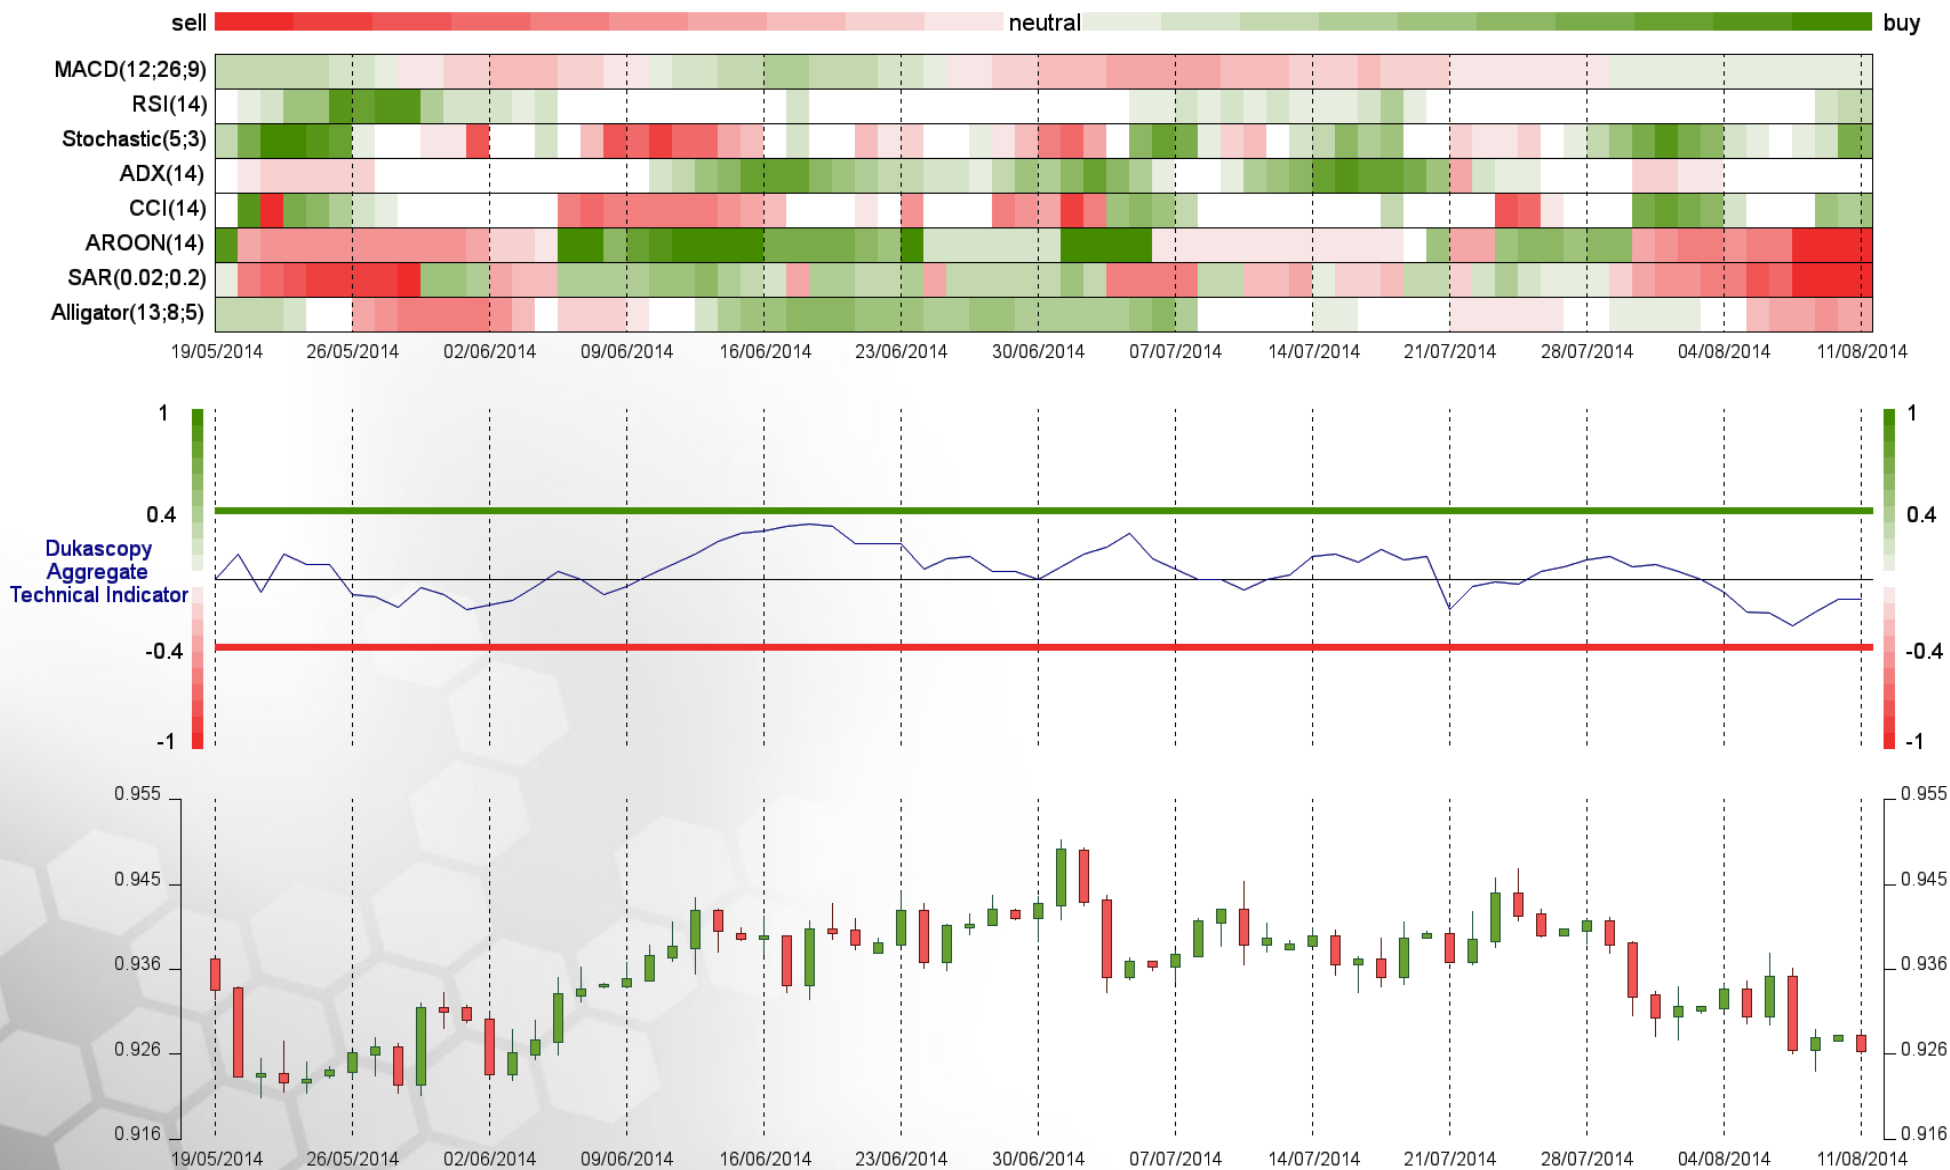 sell neutral buy
MACD(12;26;9)
RSI(14)
Stochastic(5;3)
ADX(14)
CCI(14)
AROON(14)
SAR(0.02;0.2)
Alligator(13;8;5)
19/05/2014 26/05/2014 02/06/2014 09/06/2014 16/06/2014 23/06/2014 30/06/2014 07/07/2014 14/07/2014 21/07/2014 28/07/2014 04/08/2014 11/08/2014
1 1
0.4 0.4
Dukascopy
Aggregate
Technical Indicator
-0.4 -0.4
-1 -1
0.955 0.955
0.945 0.945
0.936 0.936
0.926 0.926
0.916 0.916
19/05/2014 26/05/2014 02/06/2014 09/06/2014 16/06/2014 23/06/2014 30/06/2014 07/07/2014 14/07/2014 21/07/2014 28/07/2014 04/08/2014 11/08/2014